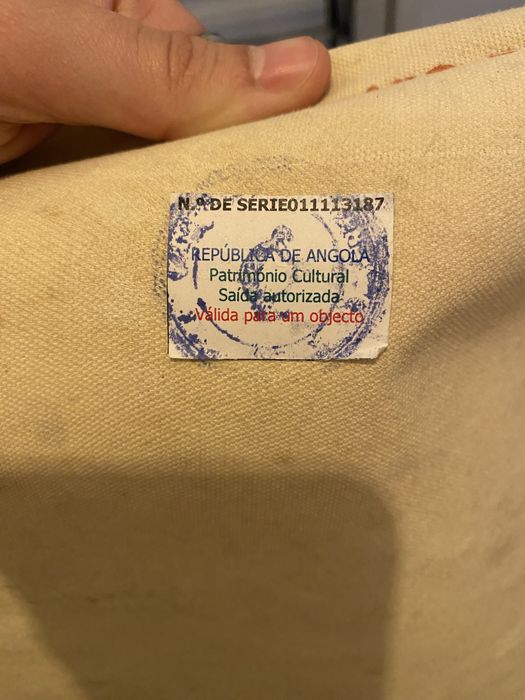 N.º DE SÉRIE011113187
REPÚBLICA DE ANGOLA
Património Cultural
Saída autorizada
Válida para um objecto